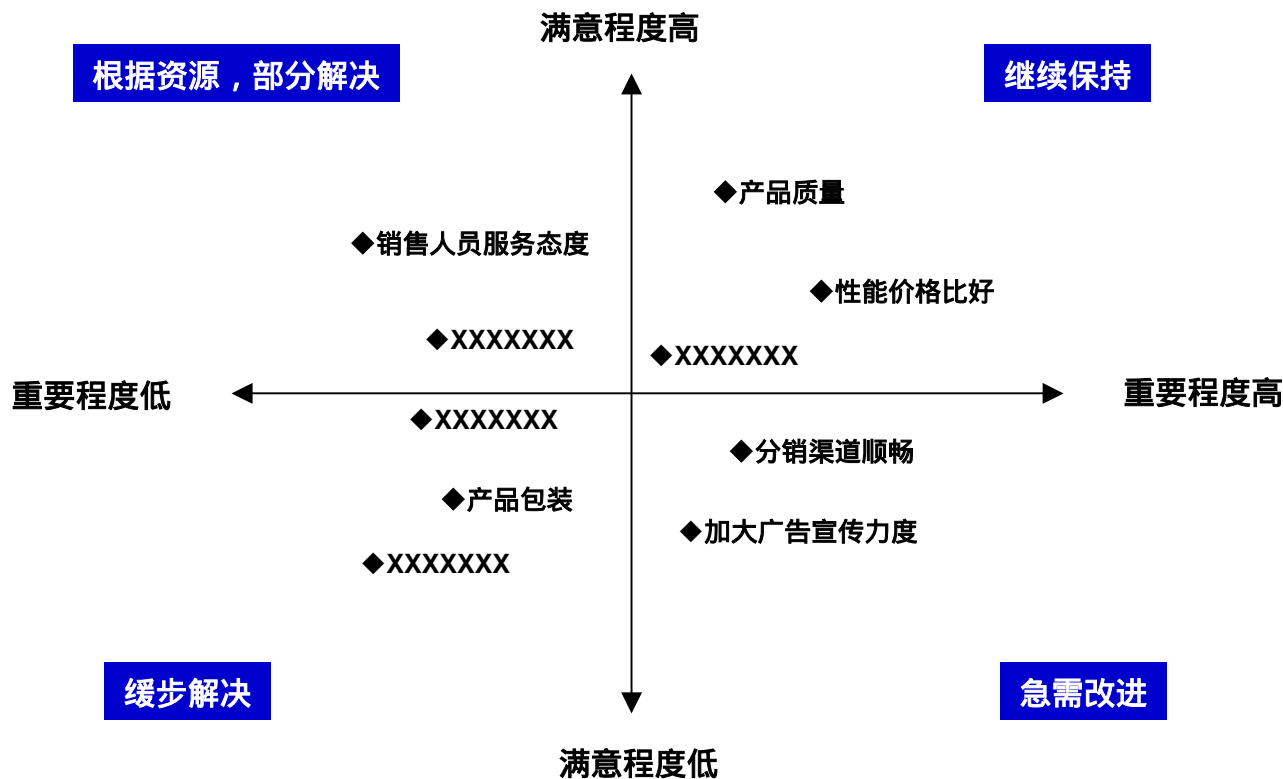 满意程度高
根据资源，部分解决
继续保持
◆产品质量
◆销售人员服务态度
◆性能价格比好
◆XXXXXXX
◆XXXXXXX
重要程度低
重要程度高
◆XXXXXXX
◆分销渠道顺畅
◆产品包装
◆加大广告宣传力度
◆XXXXXXX
缓步解决
急需改进
满意程度低